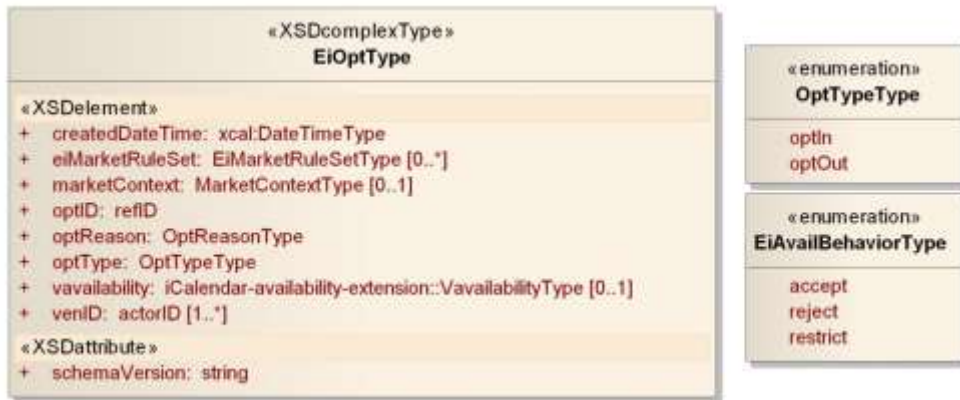 «XSDcomplexType»
EiOptType
«XSDelement»
+ createdDateTime: xcal:DateTimeType
+ eiMarketRuleSet: EiMarketRuleSetType [0..*]
+ marketContext: MarketContextType [0..1]
+ optID: refID
+ optReason: OptReasonType
+ optType: OptTypeType
+ vavailability: iCalendar-availability-extension::VavailabilityType [0..1]
+ venID: actorID [1..*]
«XSDattribute»
+ schemaVersion: string
«enumeration»
OptTypeType
optIn
optOut
«enumeration»
EiAvailBehaviorType
accept
reject
restrict